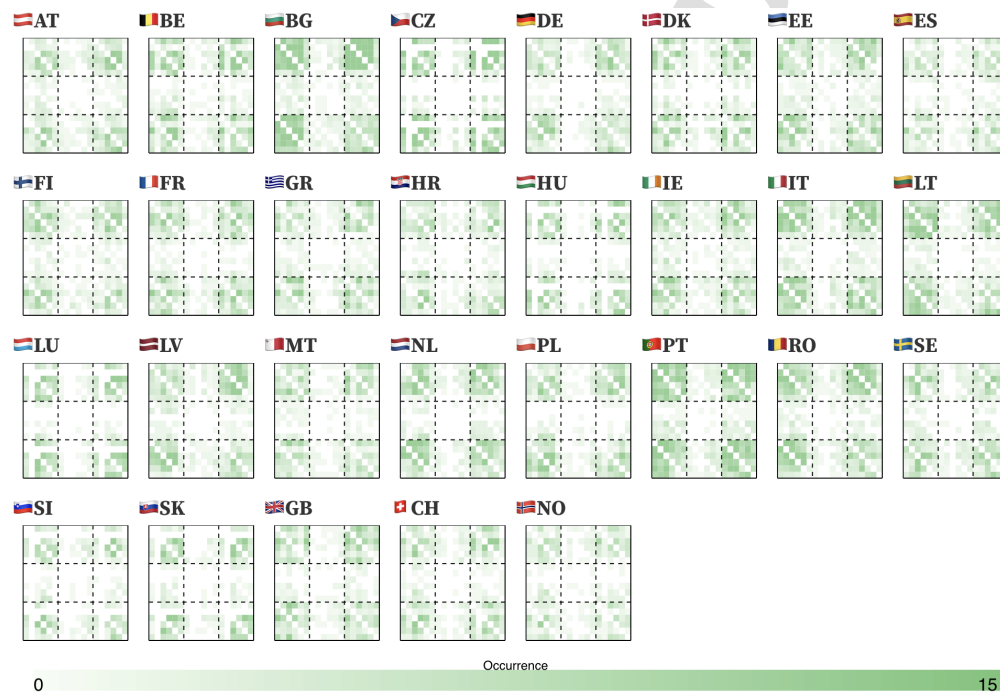 AT BE BG CZ DE DK EE ES
FI FR GR HR HU IE IT LT
LU LV MT NL PL PT RO SE
SI SK GB CH NO
Occurrence
0 15